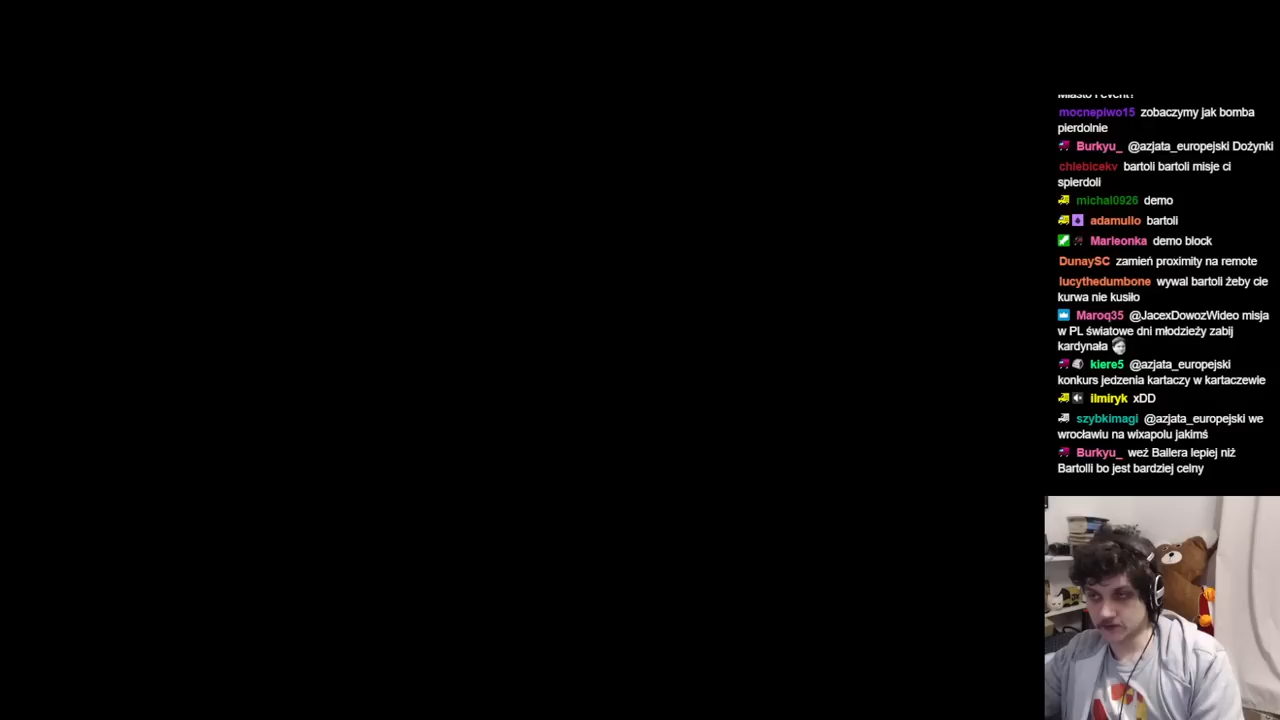 Miasto i event?
mocnepiwo15 zobaczymy jak bomba
pierdolnie
Burkyu_ @azjata_europejski Dożynki
chlebicekv bartoli bartoli misje ci
spierdoli
michal0926 demo
adamullo bartoli
Marleonka demo block
DunaySC zamień proximity na remote
lucythedumbone wywal bartoli żeby cie
kurwa nie kusiło
Maroq35 @JacexDowozWideo misja
w PL światowe dni młodzieży zabij
kardynała
kiere5 @azjata_europejski
konkurs jedzenia kartaczy w kartaczewie
ilmiryk xDD
szybkimagi @azjata_europejski we
wrocławiu na wixapolu jakimś
Burkyu_ weź Ballera lepiej niż
Bartolli bo jest bardziej celny